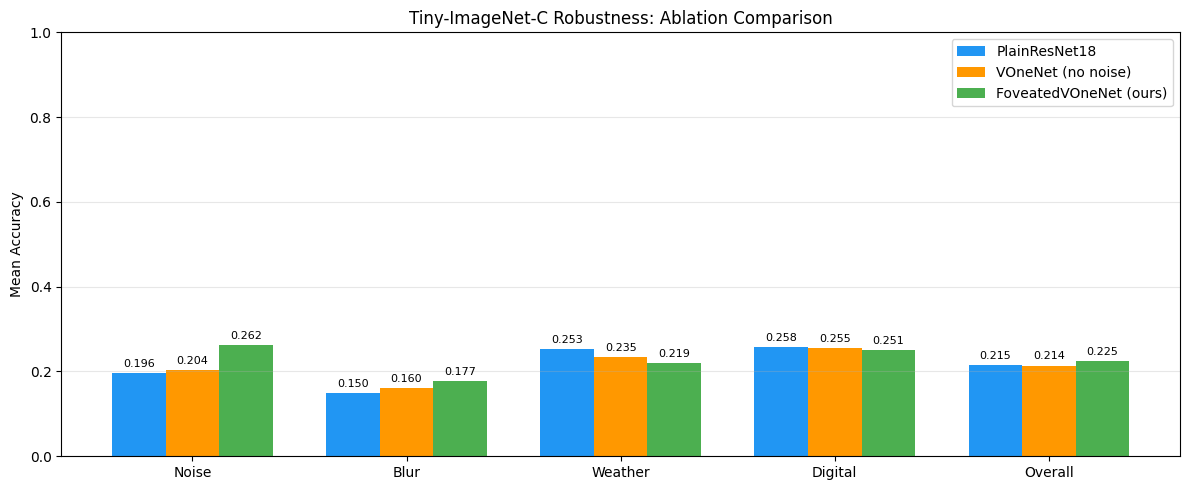 Tiny-ImageNet-C Robustness: Ablation Comparison
PlainResNet18
VOneNet (no noise)
FoveatedVOneNet (ours)
Mean Accuracy
1.0
0.8
0.6
0.4
0.2
0.0
0.196
0.204
0.262
0.150
0.160
0.177
0.253
0.235
0.219
0.258
0.255
0.251
0.215
0.214
0.225
Noise
Blur
Weather
Digital
Overall